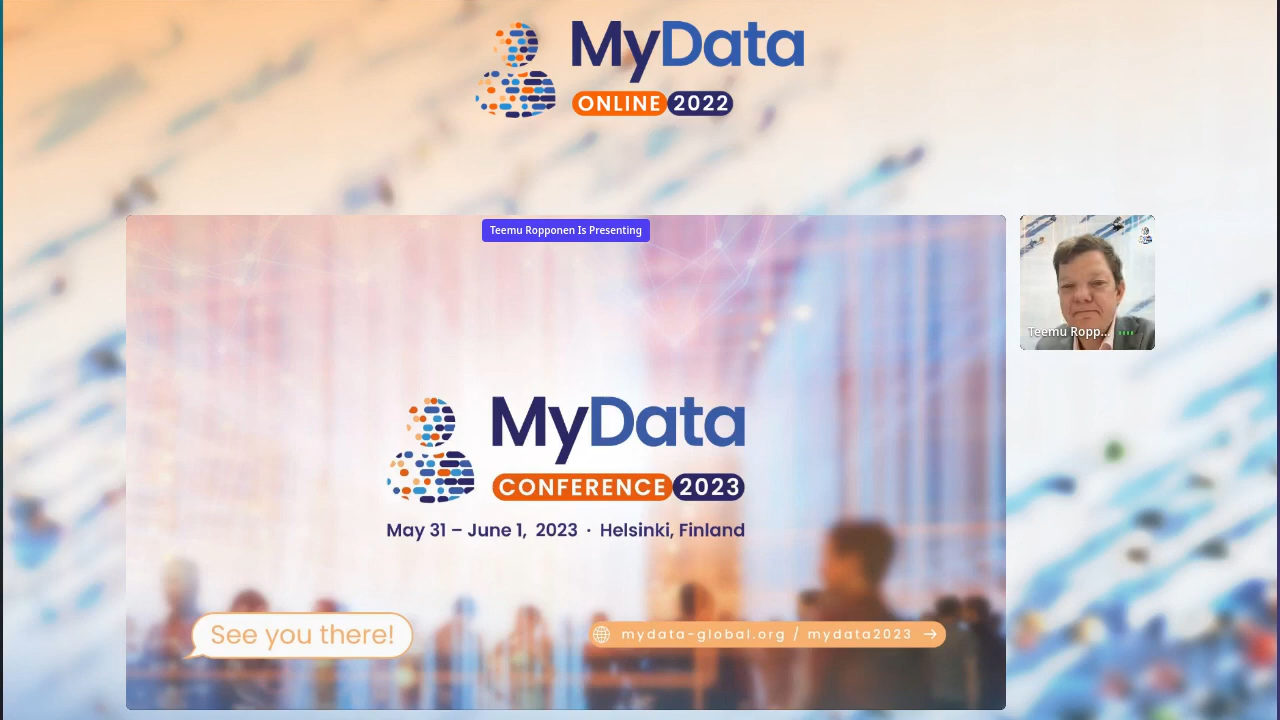 MyData
ONLINE 2022
Teemu Ropponen Is Presenting
Teemu Ropp...
MyData
CONFERENCE 2023
May 31 – June 1, 2023 · Helsinki, Finland
See you there!
mydata-global.org / mydata2023 →